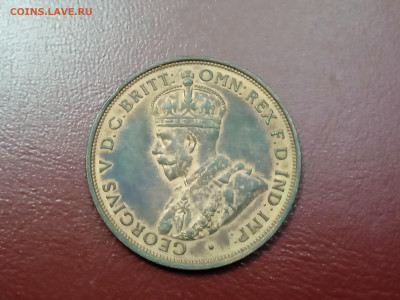 COINS.LAVE.RU
GEORGIVS V D.G. BRITT: OMN: REX F.D. IND: IMP: